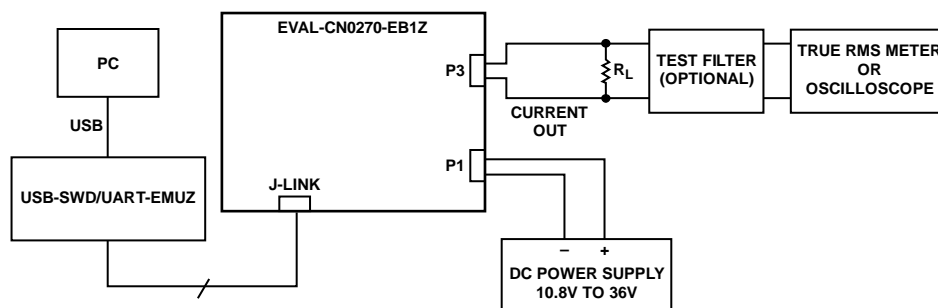 EVAL-CN0270-EB1Z
PC
USB
USB-SWD/UART-EMUZ
J-LINK
P3
P1
CURRENT
OUT
RL
TEST FILTER
(OPTIONAL)
TRUE RMS METER
OR
OSCILLOSCOPE
– +
DC POWER SUPPLY
10.8V TO 36V